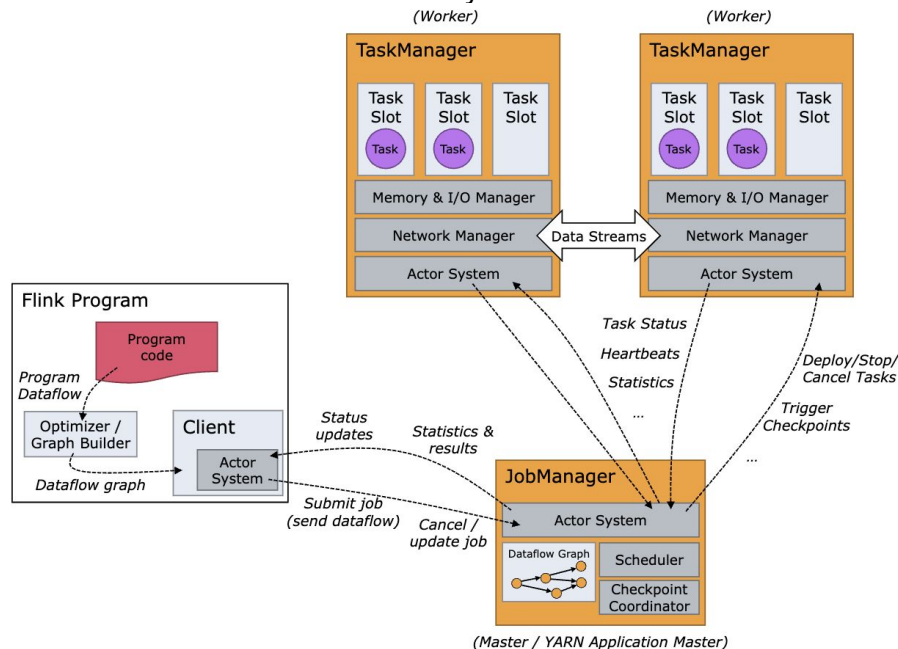 (Worker)
TaskManager
Task
Slot
Task
Task
Slot
Task
Task
Slot
Memory & I/O Manager
Network Manager
Actor System
(Worker)
TaskManager
Task
Slot
Task
Task
Slot
Task
Task
Slot
Memory & I/O Manager
Network Manager
Actor System
Data Streams
Flink Program
Program
code
Program
Dataflow
Optimizer /
Graph Builder
Dataflow graph
Client
Actor
System
Status
updates
Statistics &
results
Submit job
(send dataflow)
Cancel /
update job
Task Status
Heartbeats
Statistics
...
Deploy/Stop/
Cancel Tasks
Trigger
Checkpoints
...
JobManager
Actor System
Dataflow Graph
Scheduler
Checkpoint
Coordinator
(Master / YARN Application Master)